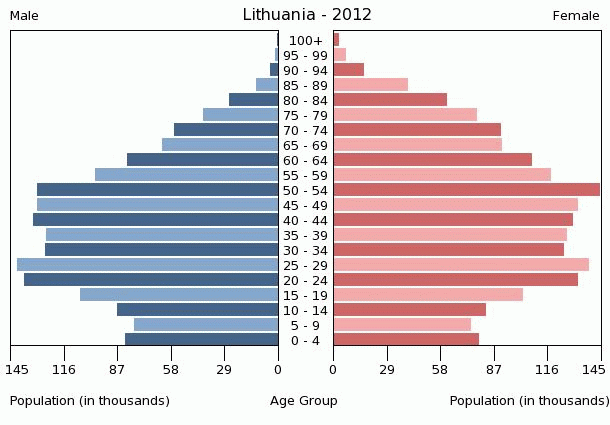 Male Lithuania - 2012 Female
100+
95 - 99
90 - 94
85 - 89
80 - 84
75 - 79
70 - 74
65 - 69
60 - 64
55 - 59
50 - 54
45 - 49
40 - 44
35 - 39
30 - 34
25 - 29
20 - 24
15 - 19
10 - 14
5 - 9
0 - 4
145 116 87 58 29 0 0 29 58 87 116 145
Population (in thousands) Age Group Population (in thousands)